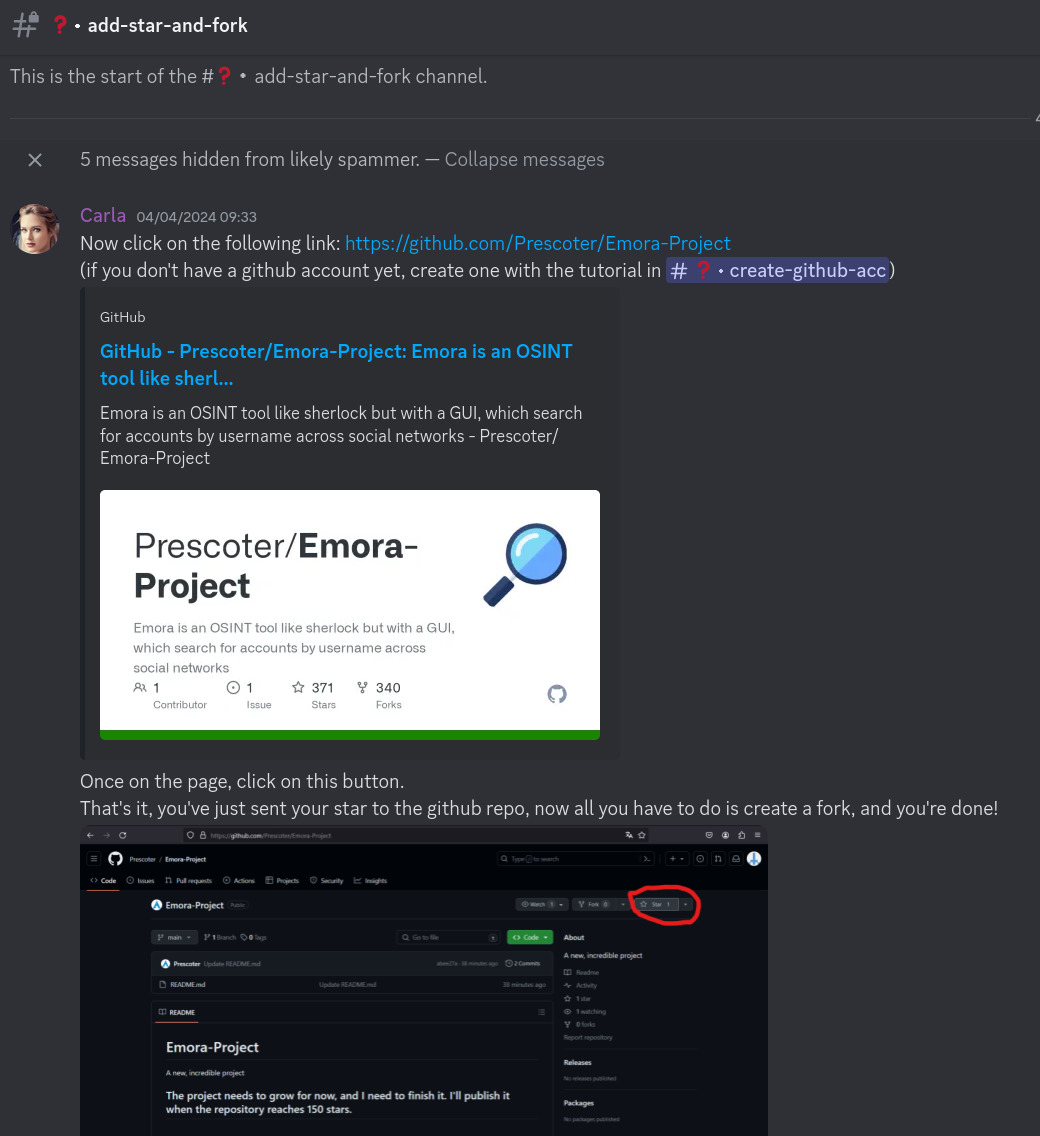 ❓ • add-star-and-fork
This is the start of the #❓ • add-star-and-fork channel.
5 messages hidden from likely spammer. — Collapse messages
Carla 04/04/2024 09:33
Now click on the following link: https://github.com/Prescoter/Emora-Project
(if you don't have a github account yet, create one with the tutorial in # ❓ • create-github-acc)
GitHub
GitHub - Prescoter/Emora-Project: Emora is an OSINT
tool like sherl...
Emora is an OSINT tool like sherlock but with a GUI, which search
for accounts by username across social networks - Prescoter/
Emora-Project
Prescoter/Emora-
Project
Emora is an OSINT tool like sherlock but with a GUI,
which search for accounts by username across
social networks
1 1 371 340
Contributor Issue Stars Forks
Once on the page, click on this button.
That's it, you've just sent your star to the github repo, now all you have to do is create a fork, and you're done!
https://github.com/Prescoter/Emora-Project
Prescoter / Emora-Project Type / to search
Code Issues Pull requests Actions Projects Security Insights
Emora-Project Public Watch 1 Fork 0 Star 1
main 1 Branch 0 Tags Go to file Code About
A new, incredible project
Prescoter Update README.md 38 minutes ago 2 Commits
README.md Update README.md 38 minutes ago
Readme
Activity
1 star
1 watching
0 forks
Report repository
README
Emora-Project
A new, incredible project
The project needs to grow for now, and I need to finish it. I'll publish it
when the repository reaches 150 stars.
Releases
No releases published
Packages
No packages published